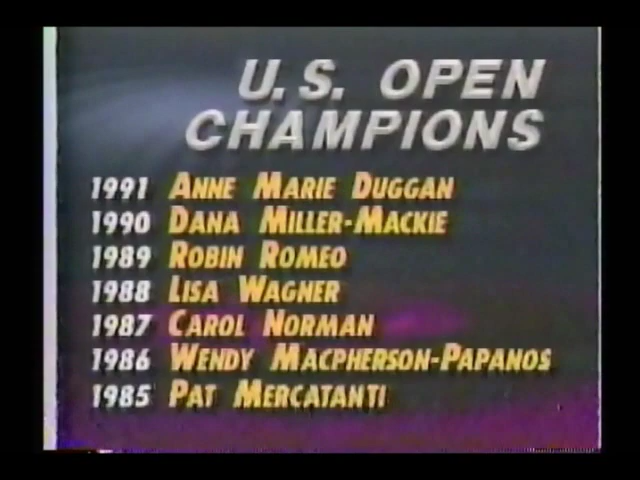 U.S. OPEN
CHAMPIONS
1991 ANNE MARIE DUGGAN
1990 DANA MILLER-MACKIE
1989 ROBIN ROMEO
1988 LISA WAGNER
1987 CAROL NORMAN
1986 WENDY MACPHERSON-PAPANOS
1985 PAT MERCATANTI